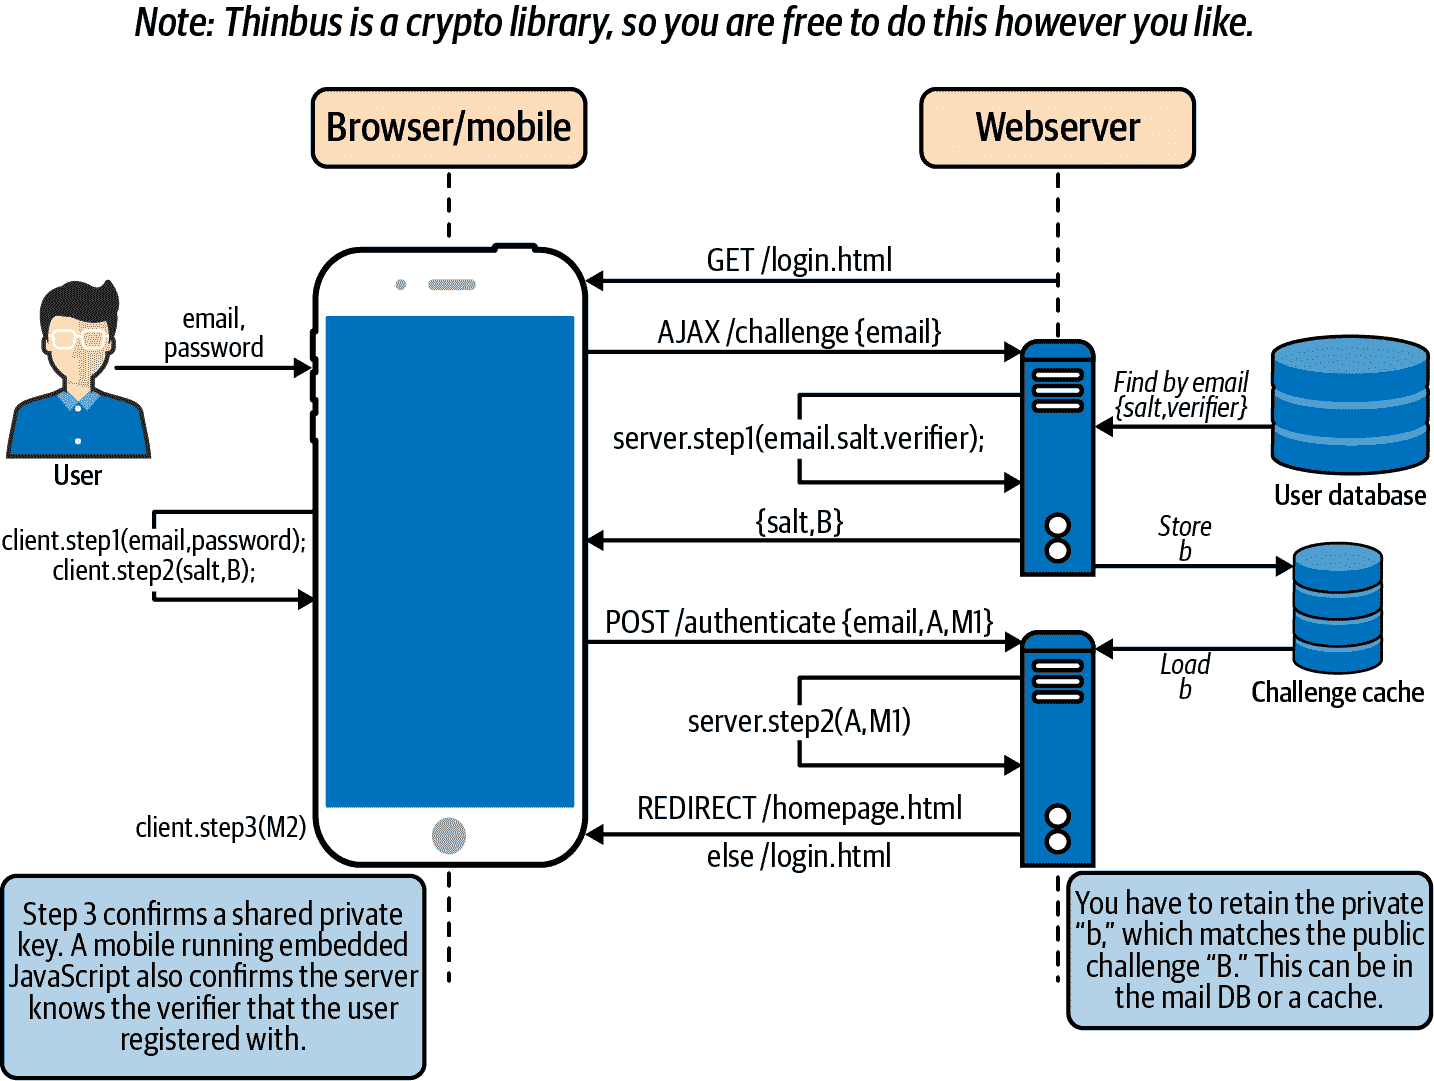 Note: Thinbus is a crypto library, so you are free to do this however you like.
Browser/mobile
Webserver
GET /login.html
email,
password
User
AJAX /challenge {email}
Find by email
{salt,verifier}
User database
server.step1(email.salt.verifier);
{salt,B}
Store
b
client.step1(email,password);
client.step2(salt,B);
POST /authenticate {email,A,M1}
Load
b
Challenge cache
server.step2(A,M1)
REDIRECT /homepage.html
else /login.html
client.step3(M2)
Step 3 confirms a shared private
key. A mobile running embedded
JavaScript also confirms the server
knows the verifier that the user
registered with.
You have to retain the private
“b,” which matches the public
challenge “B.” This can be in
the mail DB or a cache.